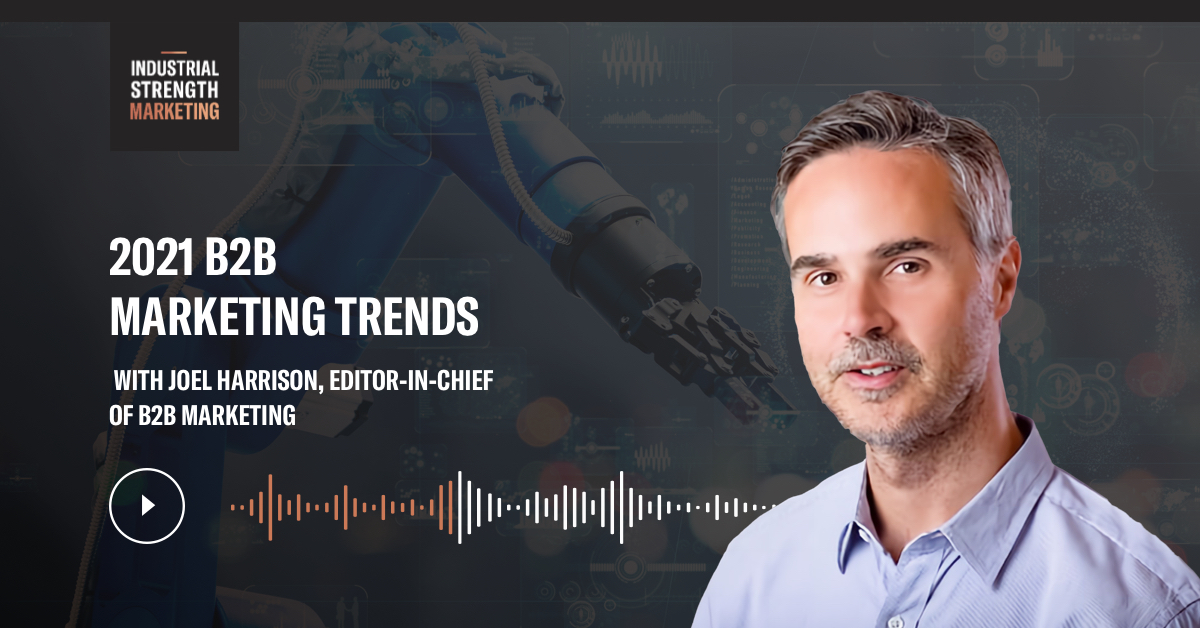 INDUSTRIAL
STRENGTH
MARKETING
2021 B2B
MARKETING TRENDS
WITH JOEL HARRISON, EDITOR-IN-CHIEF
OF B2B MARKETING